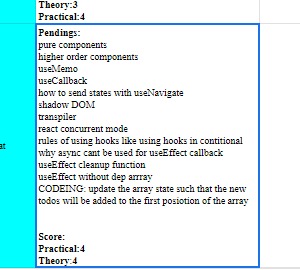 Theory:3
Practical:4
Pendings:
pure components
higher order components
useMemo
useCallback
how to send states with useNavigate
shadow DOM
transpiler
react concurrent mode
rules of using hooks like using hooks in contitional
at
why async cant be used for useEffect callback
useEffect cleanup function
useEffect without dep arrray
CODEING: update the array state such that the new
todos will be added to the first posiotion of the array
Score:
Practical:4
Theory:4